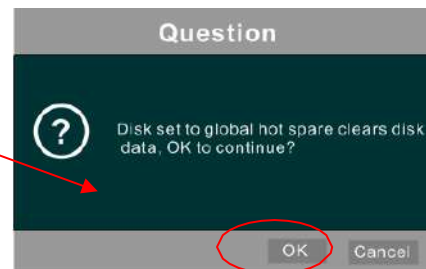 Question
?
Disk set to global hot spare clears disk
data, OK to continue?
OK Cancel